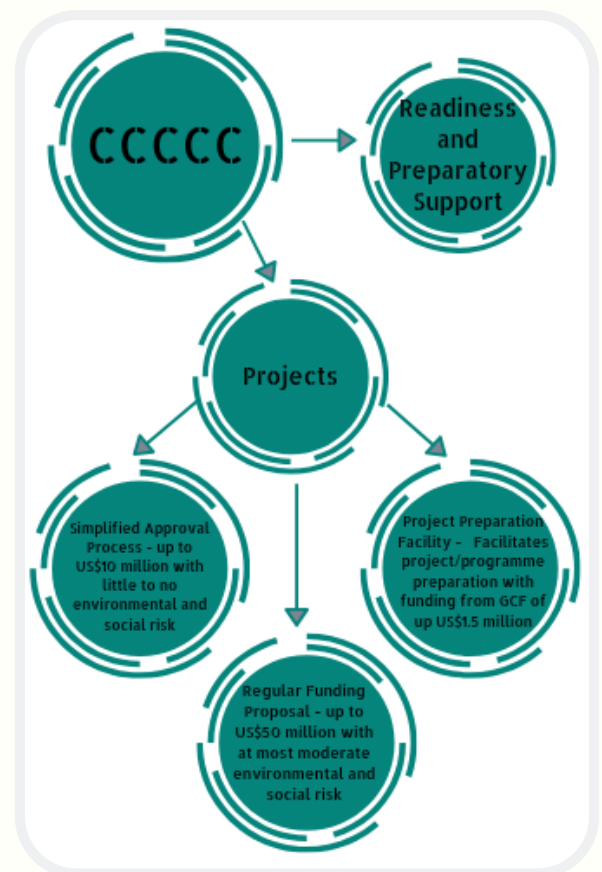 CCCCC
Readiness
and
Preparatory
Support
Projects
Simplified Approval
Process - up to
US$10 million with
little to no
environmental and
social risk
Project Preparation
Facility - Facilitates
project/programme
preparation with
funding from GCF of
up US$1.5 million
Regular Funding
Proposal - up to
US$50 million with
at most moderate
environmental and
social risk